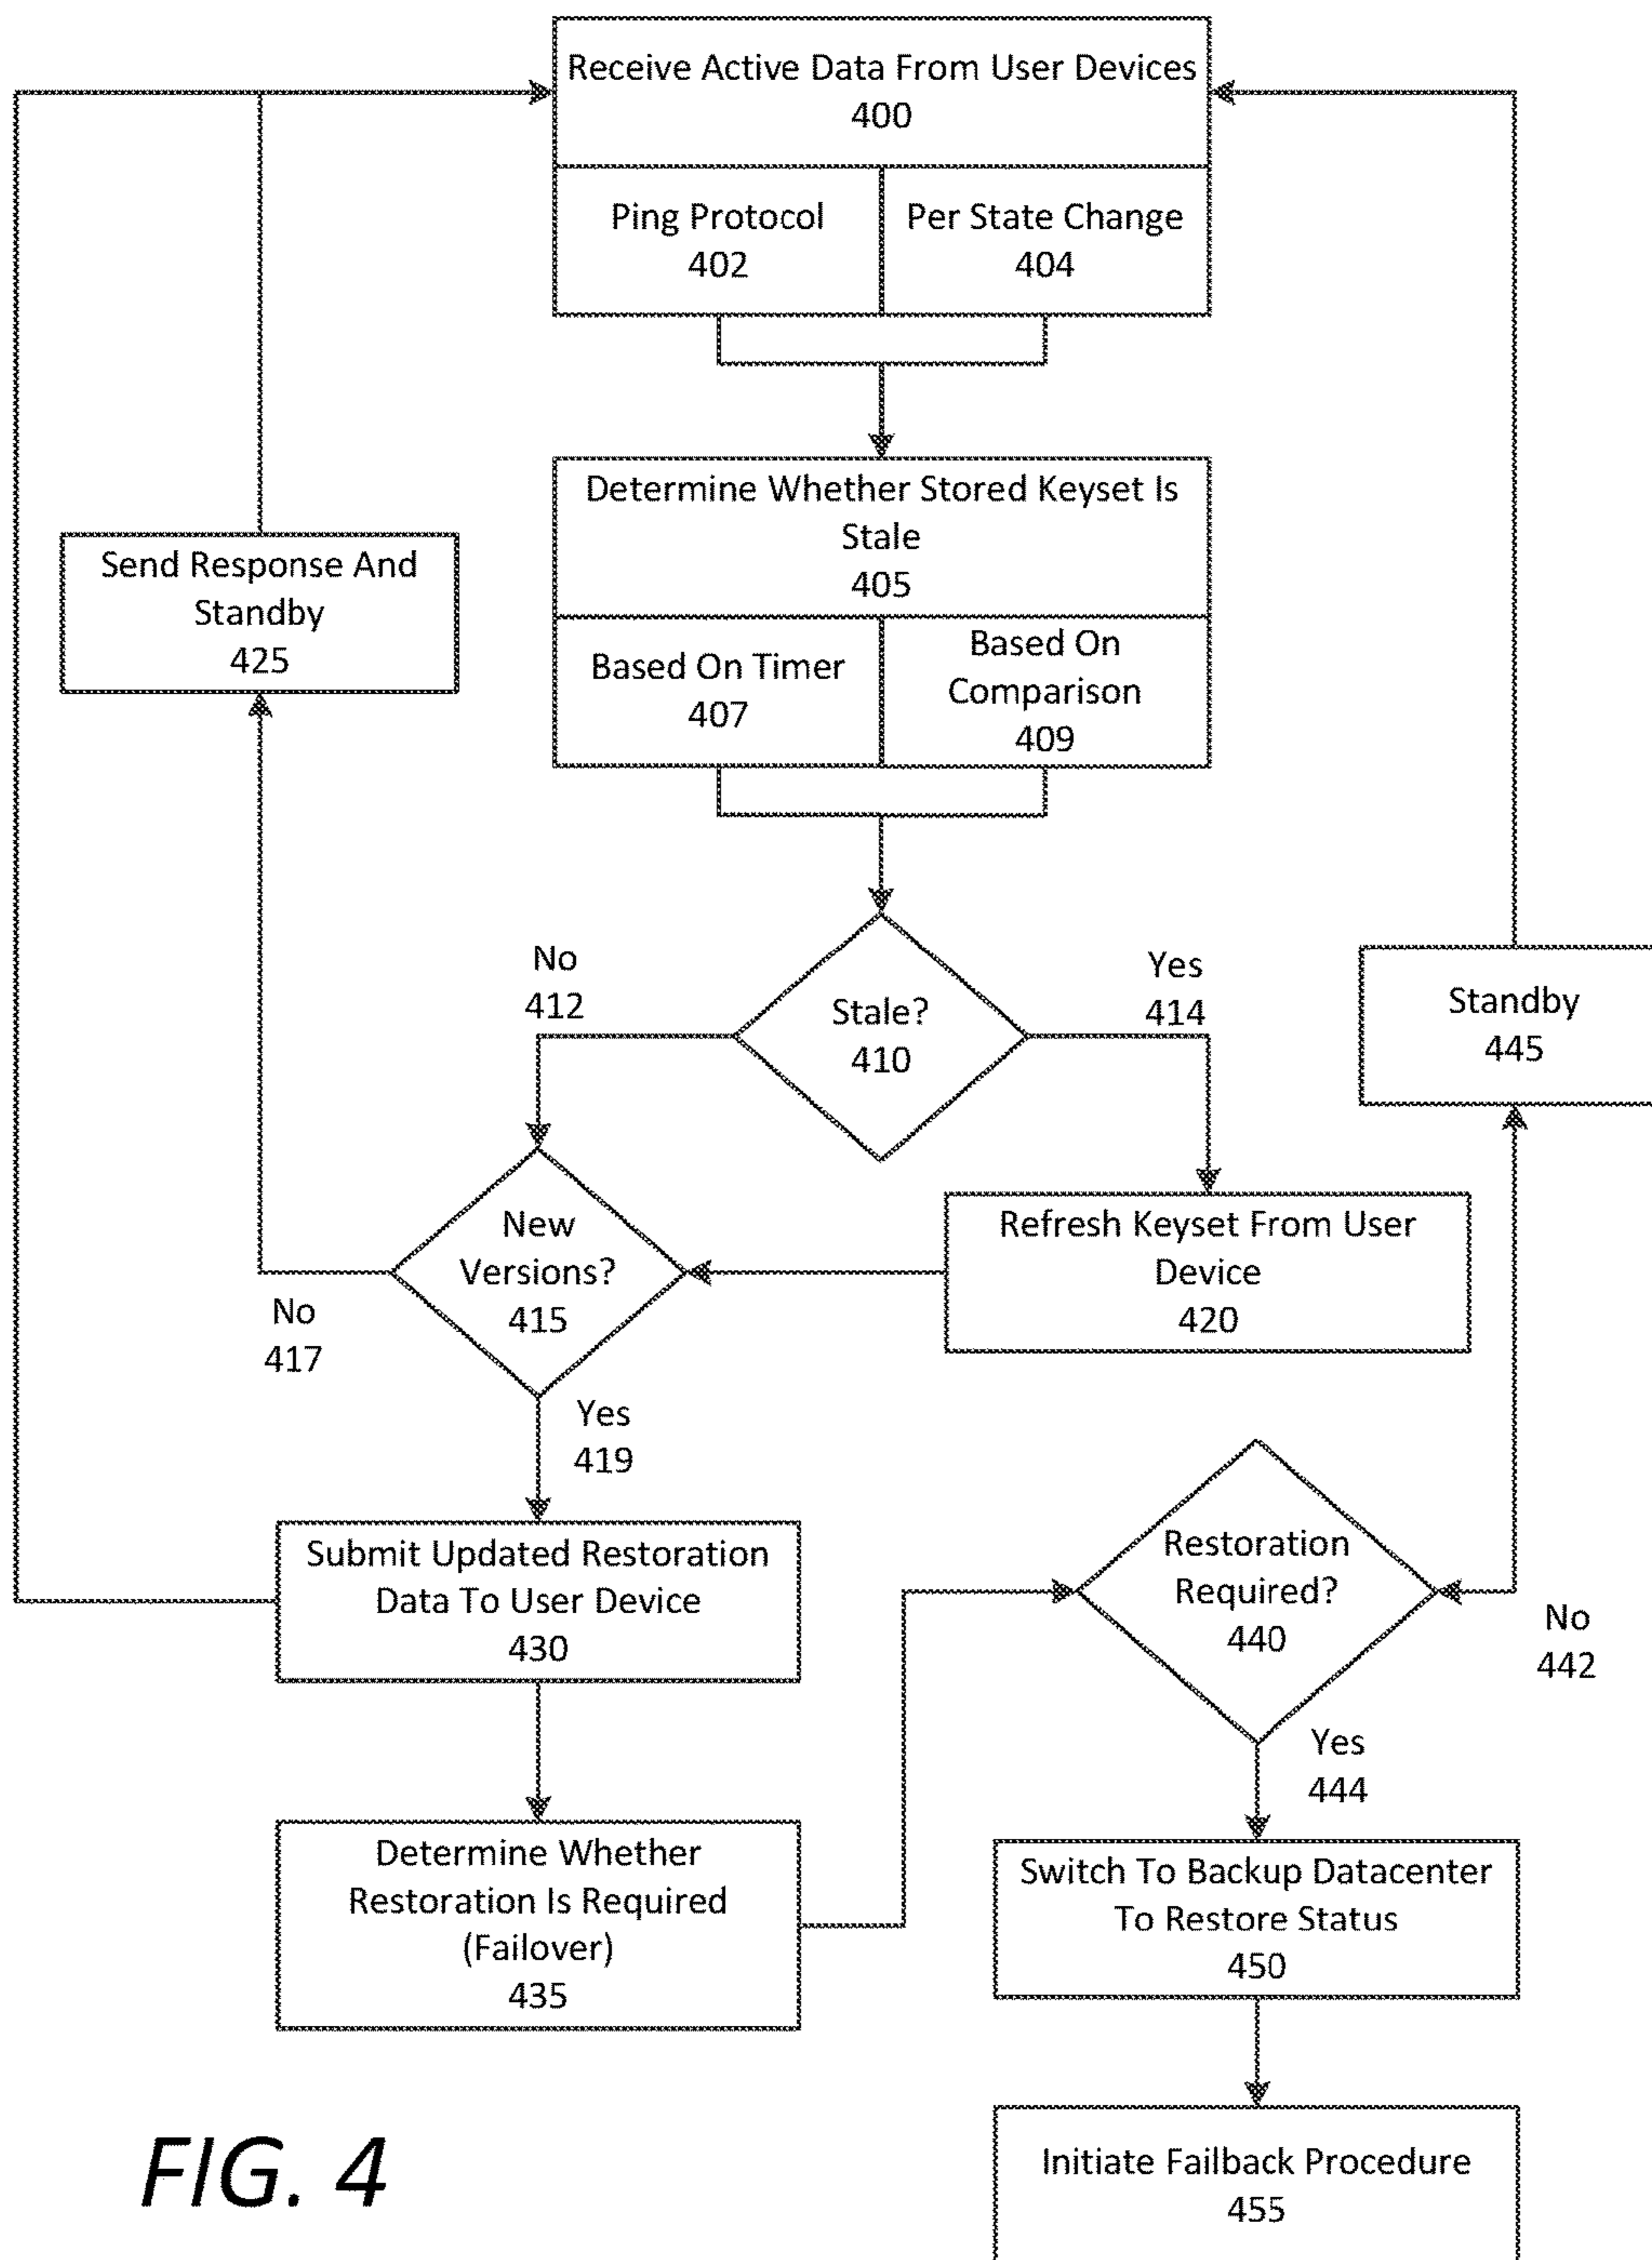 Receive Active Data From User Devices
400
Ping Protocol
402
Per State Change
404
Determine Whether Stored Keyset Is
Stale
405
Based On Timer
407
Based On
Comparison
409
Send Response And
Standby
425
No
412
Stale?
410
Yes
414
Standby
445
New
Versions?
415
Refresh Keyset From User
Device
420
No
417
Yes
419
Submit Updated Restoration
Data To User Device
430
Restoration
Required?
440
No
442
Yes
444
Determine Whether
Restoration Is Required
(Failover)
435
Switch To Backup Datacenter
To Restore Status
450
Initiate Failback Procedure
455
FIG. 4